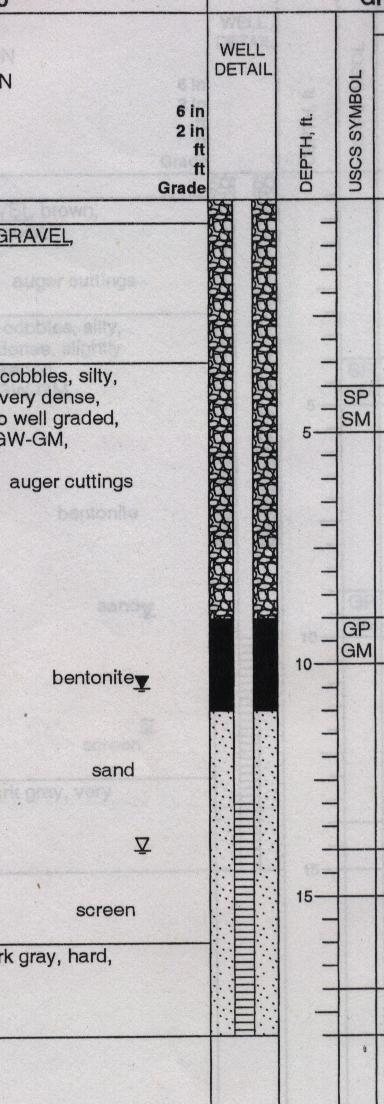 WELL
DETAIL
N
6 in
2 in
ft
ft
Grade
DEPTH, ft.
USCS SYMBOL
GRAVEL,
cobbles, silty,
very dense,
o well graded,
GW-GM,
SP
SM
5
auger cuttings
GP
GM
10
bentonite
sand
15
screen
rk gray, hard,